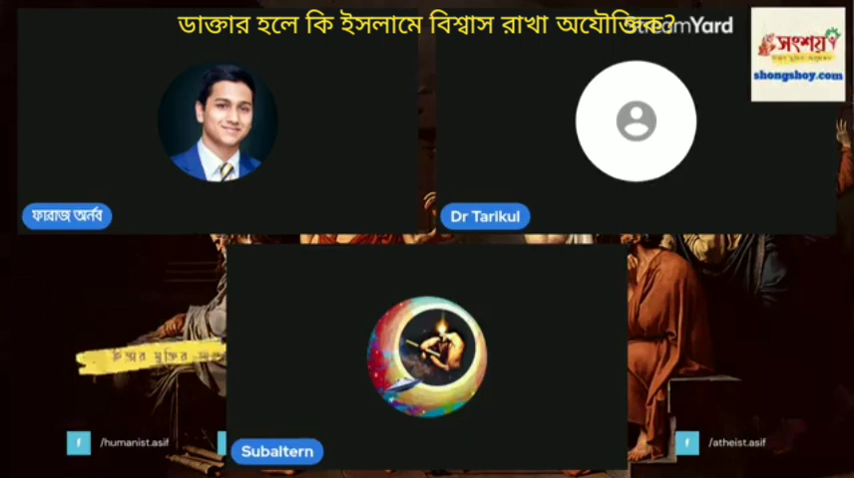 ডাক্তার হলে কি ইসলামে বিশ্বাস রাখা অযৌক্তিক?
StreamYard
সংশয়
shongshoy.com
ফারাজ অর্নব
Dr Tarikul
Subaltern
/humanist.asif
/atheist.asif